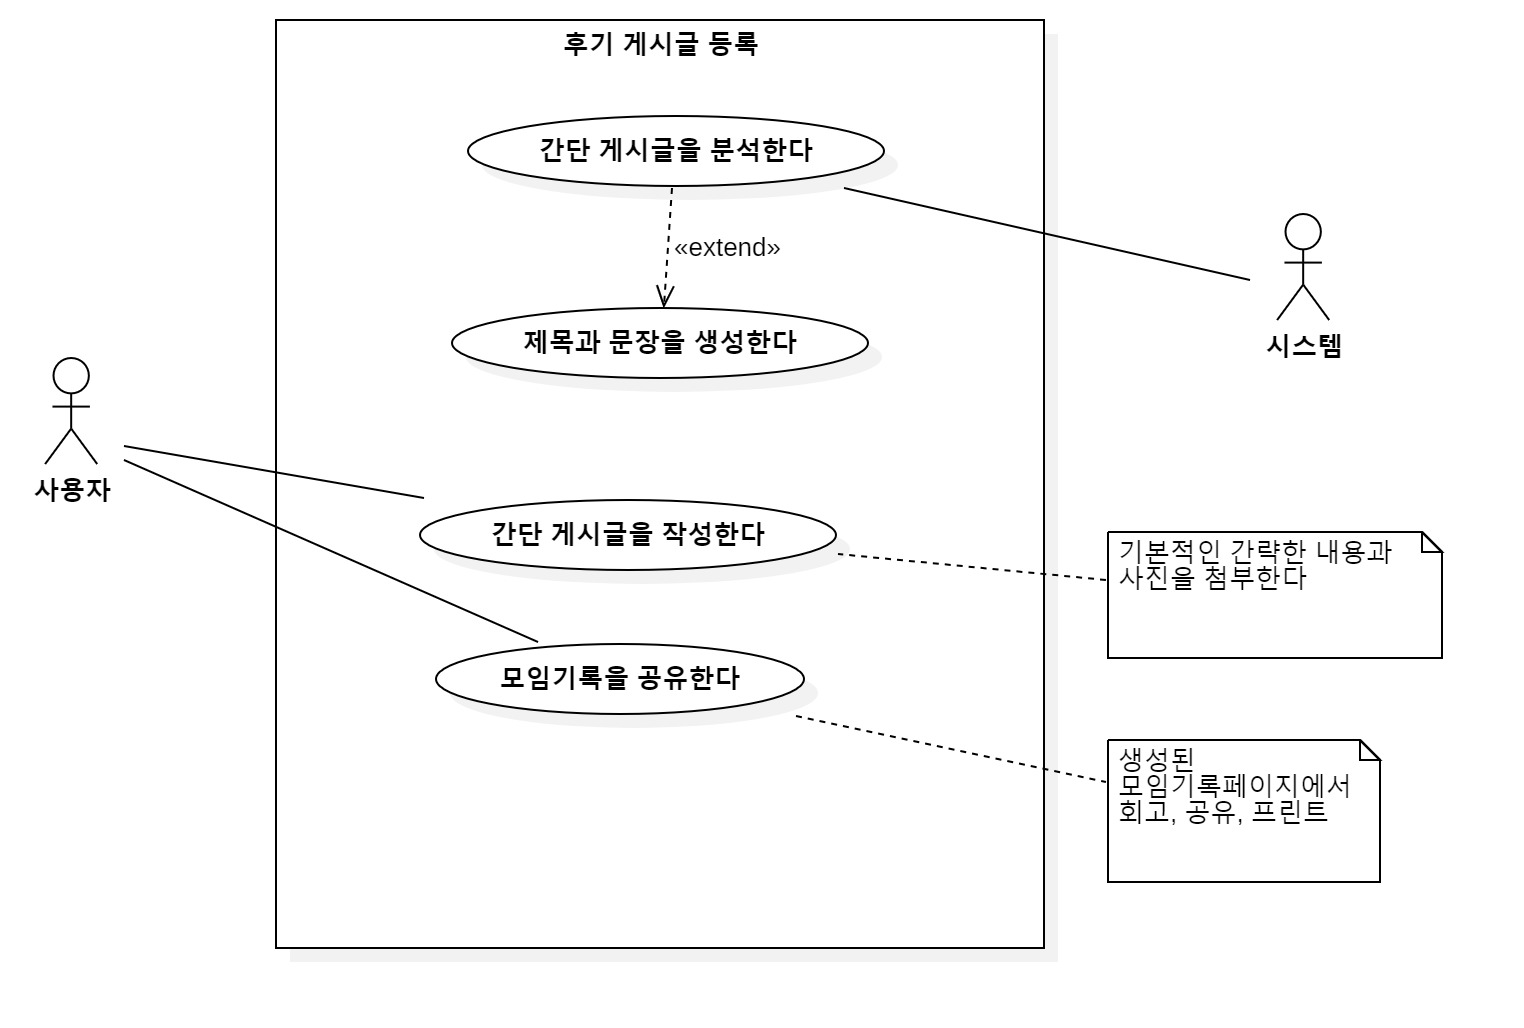 후기 게시글 등록
간단 게시글을 분석한다
«extend»
제목과 문장을 생성한다
시스템
사용자
간단 게시글을 작성한다
기본적인 간략한 내용과
사진을 첨부한다
모임기록을 공유한다
생성된
모임기록페이지에서
회고, 공유, 프린트